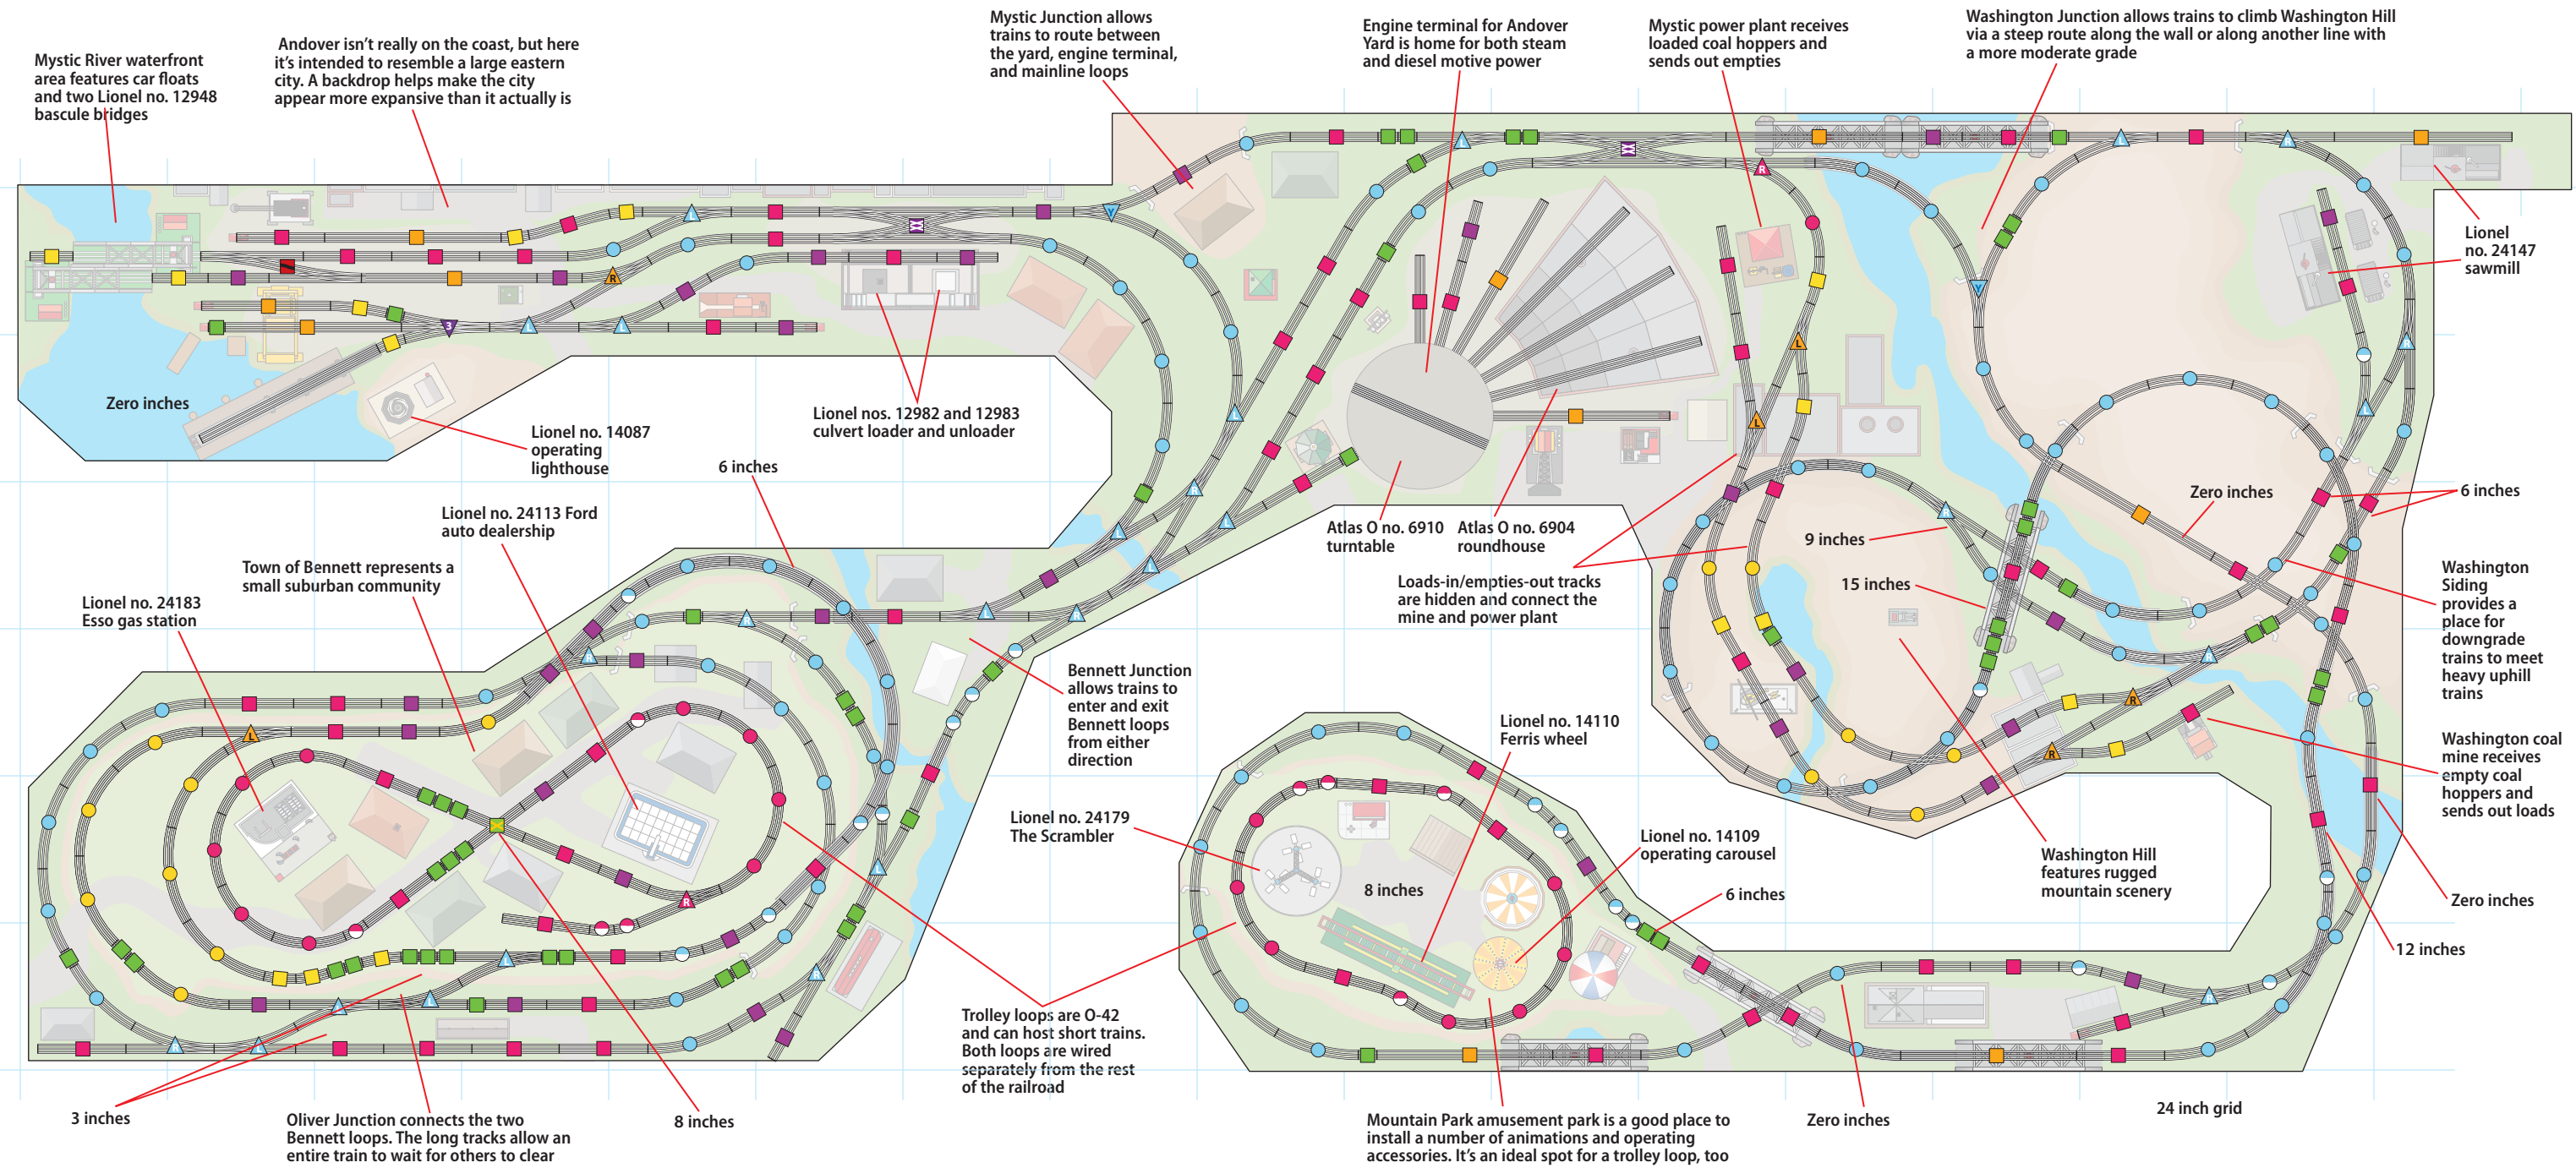 Mystic River waterfront
area features car floats
and two Lionel no. 12948
bascule bridges
Andover isn’t really on the coast, but here
it’s intended to resemble a large eastern
city. A backdrop helps make the city
appear more expansive than it actually is
Mystic Junction allows
trains to route between
the yard, engine terminal,
and mainline loops
Engine terminal for Andover
Yard is home for both steam
and diesel motive power
Mystic power plant receives
loaded coal hoppers and
sends out empties
Washington Junction allows trains to climb Washington Hill
via a steep route along the wall or along another line with
a more moderate grade
Lionel
no. 24147
sawmill
Zero inches
Lionel no. 14087
operating
lighthouse
Lionel nos. 12982 and 12983
culvert loader and unloader
6 inches
Lionel no. 24113 Ford
auto dealership
Town of Bennett represents a
small suburban community
Lionel no. 24183
Esso gas station
Atlas O no. 6910
turntable
Atlas O no. 6904
roundhouse
Loads-in/empties-out tracks
are hidden and connect the
mine and power plant
9 inches
15 inches
Zero inches
6 inches
Washington
Siding
provides a
place for
downgrade
trains to meet
heavy uphill
trains
Washington coal
mine receives
empty coal
hoppers and
sends out loads
Bennett Junction
allows trains to
enter and exit
Bennett loops
from either
direction
Lionel no. 14110
Ferris wheel
Lionel no. 24179
The Scrambler
Lionel no. 14109
operating carousel
8 inches
6 inches
Washington Hill
features rugged
mountain scenery
Zero inches
12 inches
Trolley loops are O-42
and can host short trains.
Both loops are wired
separately from the rest
of the railroad
3 inches
Oliver Junction connects the two
Bennett loops. The long tracks allow an
entire train to wait for others to clear
8 inches
Mountain Park amusement park is a good place to
install a number of animations and operating
accessories. It’s an ideal spot for a trolley loop, too
Zero inches
24 inch grid